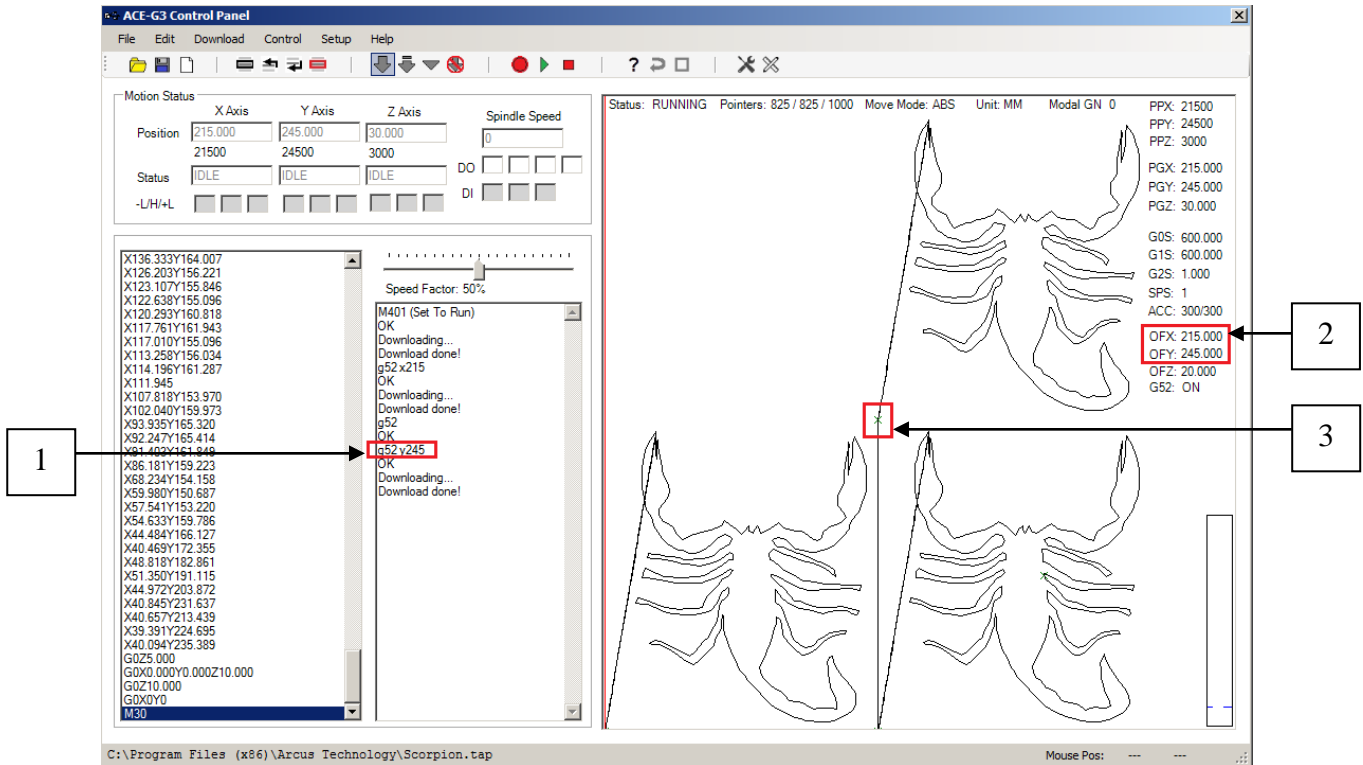 ACE-G3 Control Panel
File Edit Download Control Setup Help
Motion Status
X Axis Y Axis Z Axis Spindle Speed
Position 215.000 245.000 30.000 0
21500 24500 3000
Status IDLE IDLE IDLE DO
-L/H/+L DI
X136.333Y164.007
X126.203Y156.221
X123.107Y155.846
X122.638Y155.096
X120.293Y160.818
X117.761Y161.943
X117.010Y155.096
X113.258Y156.034
X114.196Y161.287
X111.945
X107.818Y153.970
X102.040Y159.973
X93.935Y165.320
X92.247Y165.414
X91.403Y161.849
X86.181Y159.223
X68.234Y154.158
X59.980Y150.687
X57.541Y153.220
X54.633Y159.786
X44.484Y166.127
X40.469Y172.355
X48.818Y182.861
X51.350Y191.115
X44.972Y203.872
X40.845Y231.637
X40.657Y213.439
X39.391Y224.695
X40.094Y235.389
G0Z5.000
G0X0.000Y0.000Z10.000
G0Z10.000
G0X0Y0
M30
Speed Factor: 50%
M401 (Set To Run)
OK
Downloading...
Download done!
g52 x215
OK
Downloading...
Download done!
g52
OK
g52 y245
OK
Downloading...
Download done!
Status: RUNNING Pointers: 825 / 825 / 1000 Move Mode: ABS Unit: MM Modal GN 0
PPX: 21500
PPY: 24500
PPZ: 3000
PGX: 215.000
PGY: 245.000
PGZ: 30.000
G0S: 600.000
G1S: 600.000
G2S: 1.000
SPS: 1
ACC: 300/300
OFX: 215.000
OFY: 245.000
OFZ: 20.000
G52: ON
1
2
3
C:\Program Files (x86)\Arcus Technology\Scorpion.tap Mouse Pos: --- ---